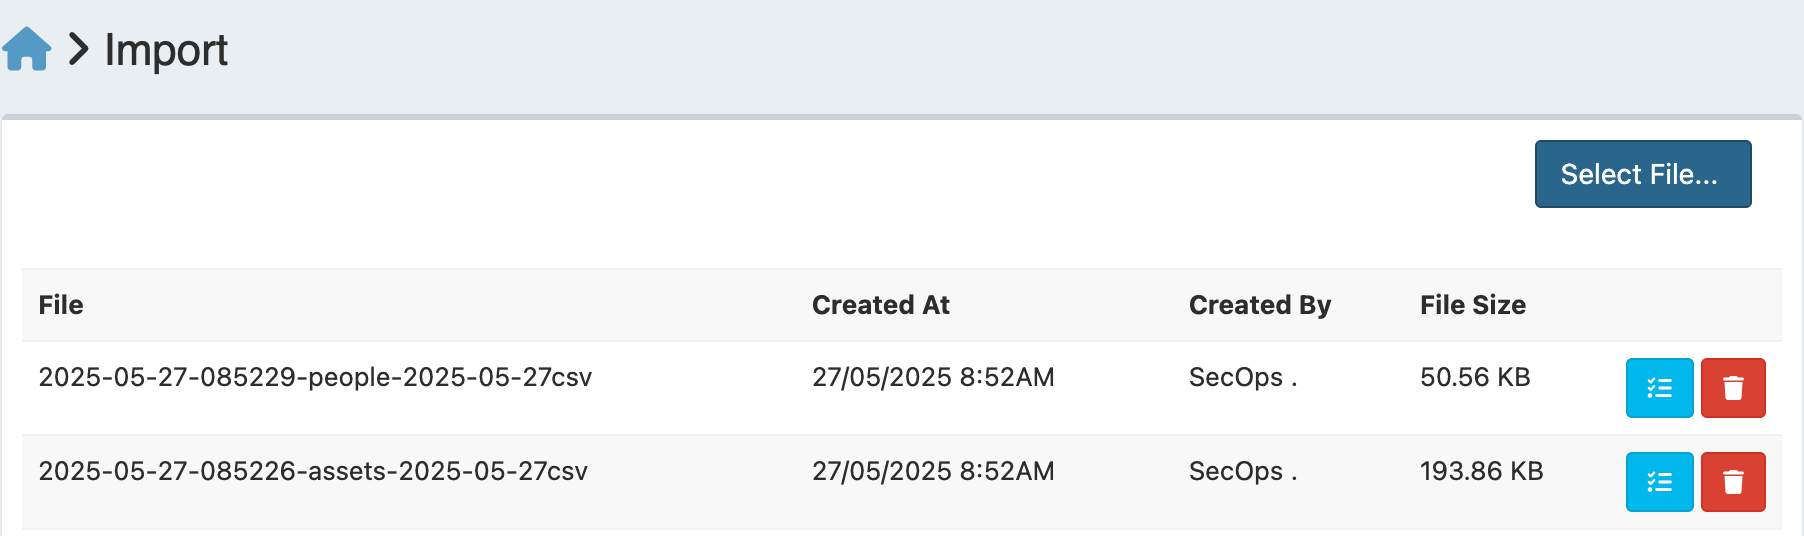 Import
Select File...
File Created At Created By File Size
2025-05-27-085229-people-2025-05-27csv 27/05/2025 8:52AM SecOps . 50.56 KB
2025-05-27-085226-assets-2025-05-27csv 27/05/2025 8:52AM SecOps . 193.86 KB